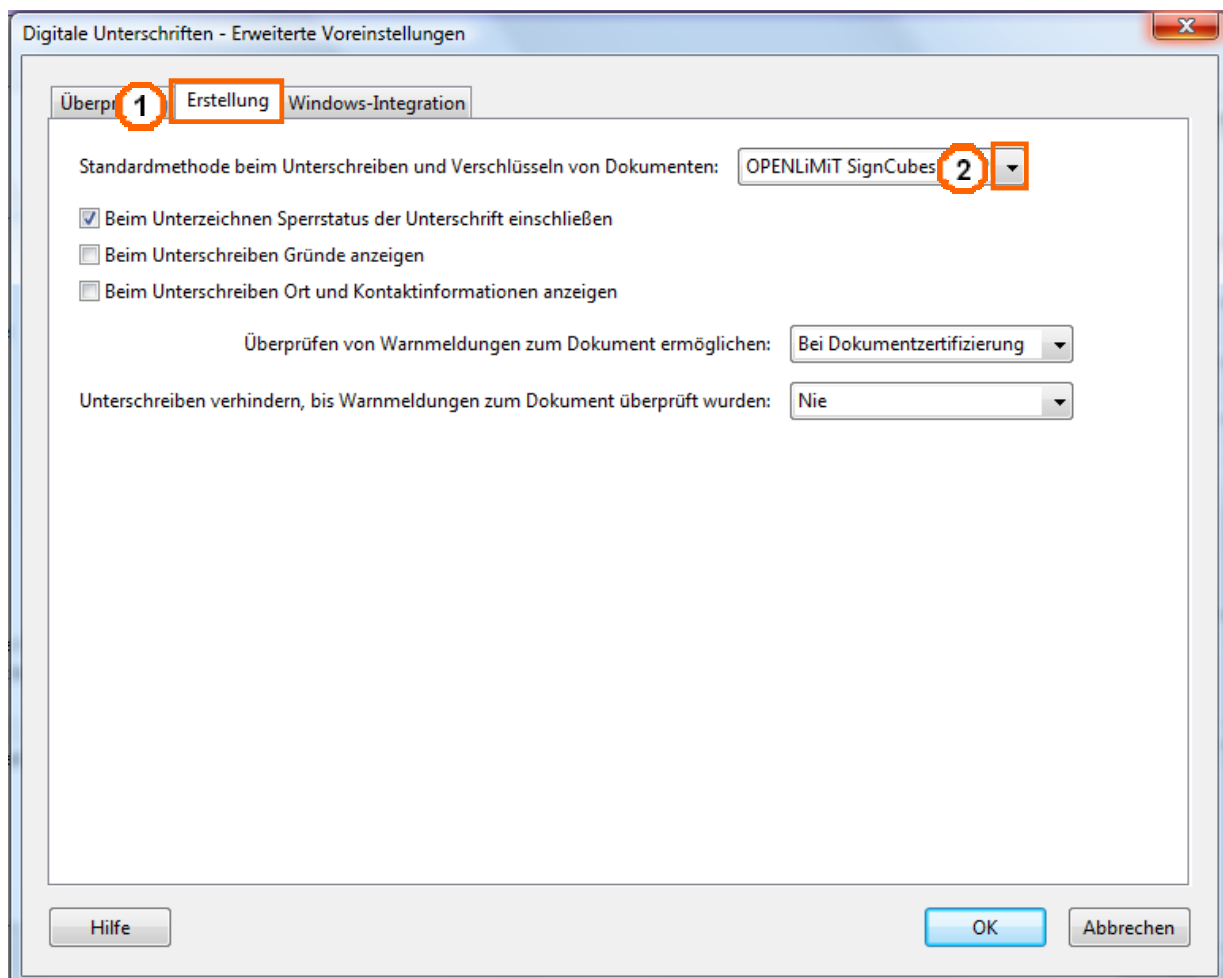 Digitale Unterschriften - Erweiterte Voreinstellungen
1 Erstellung Windows-Integration
Standardmethode beim Unterschreiben und Verschlüsseln von Dokumenten: OPENLiMiT SignCubes 2
Beim Unterzeichnen Sperrstatus der Unterschrift einschließen
Beim Unterschreiben Gründe anzeigen
Beim Unterschreiben Ort und Kontaktinformationen anzeigen
Überprüfen von Warnmeldungen zum Dokument ermöglichen: Bei Dokumentzertifizierung
Unterschreiben verhindern, bis Warnmeldungen zum Dokument überprüft wurden: Nie
Hilfe OK Abbrechen